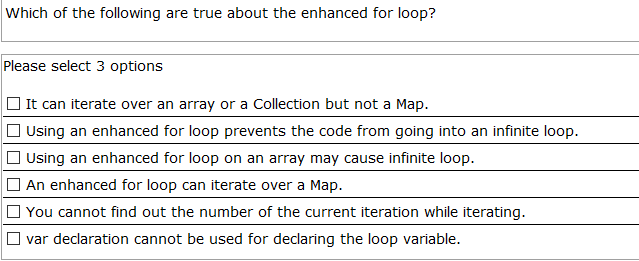 Which of the following are true about the enhanced for loop?
Please select 3 options
It can iterate over an array or a Collection but not a Map.
Using an enhanced for loop prevents the code from going into an infinite loop.
Using an enhanced for loop on an array may cause infinite loop.
An enhanced for loop can iterate over a Map.
You cannot find out the number of the current iteration while iterating.
var declaration cannot be used for declaring the loop variable.